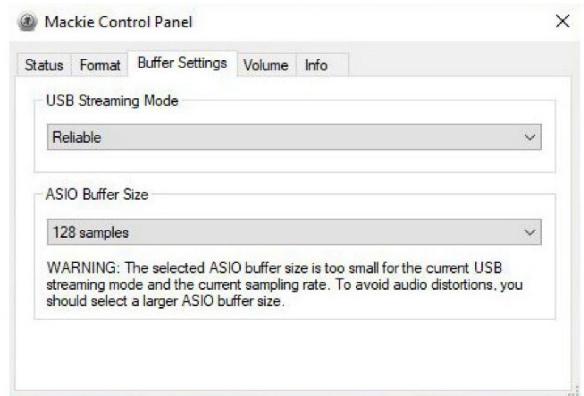 Mackie Control Panel
Status Format Buffer Settings Volume Info
USB Streaming Mode
Reliable
ASIO Buffer Size
128 samples
WARNING: The selected ASIO buffer size is too small for the current USB
streaming mode and the current sampling rate. To avoid audio distortions, you
should select a larger ASIO buffer size.